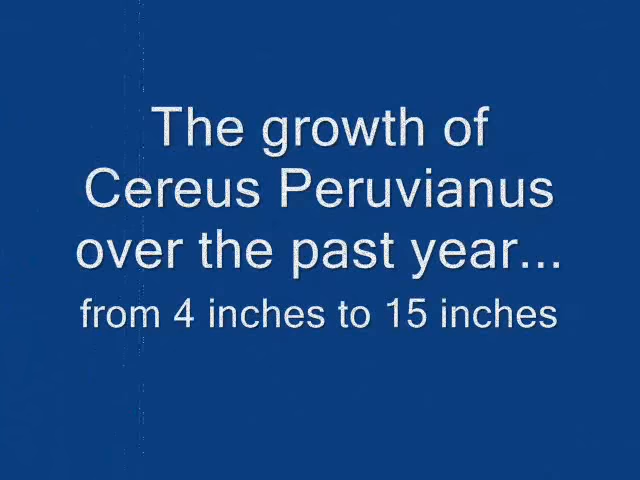 The growth of
Cereus Peruvianus
over the past year...
from 4 inches to 15 inches